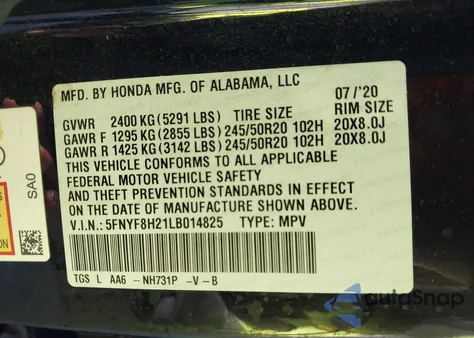 MFD. BY HONDA MFG. OF ALABAMA, LLC 07/'20
GVWR 2400 KG (5291 LBS) TIRE SIZE RIM SIZE
GAWR F 1295 KG (2855 LBS) 245/50R20 102H 20X8.0J
GAWR R 1425 KG (3142 LBS) 245/50R20 102H 20X8.0J
THIS VEHICLE CONFORMS TO ALL APPLICABLE
FEDERAL MOTOR VEHICLE SAFETY
AND THEFT PREVENTION STANDARDS IN EFFECT
ON THE DATE OF MANUFACTURE SHOWN ABOVE.
V.I.N.: 5FNYF8H21LB014825 TYPE: MPV
TGS L AA6 -NH731P -V -B
SA0
autoSnap